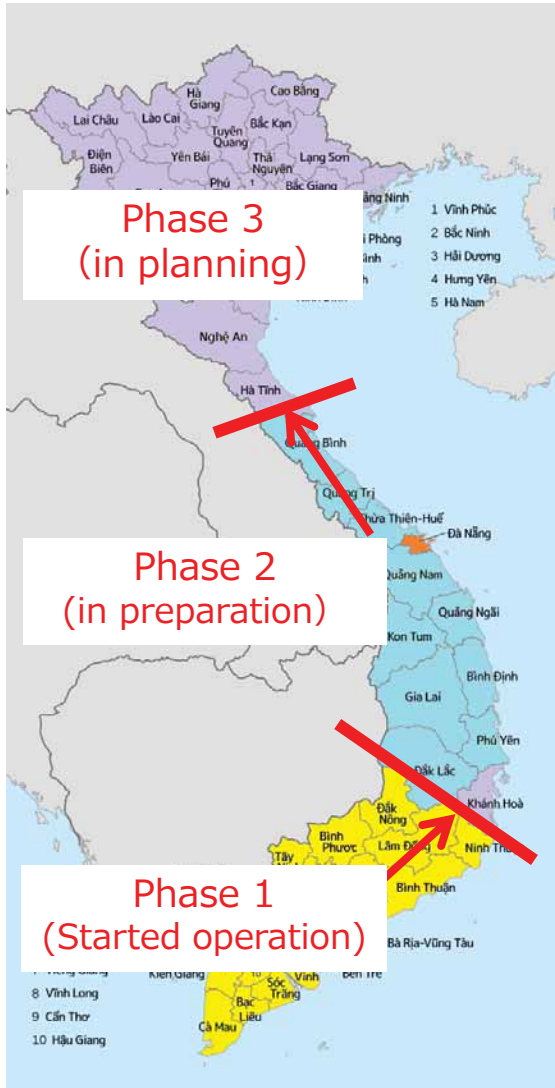 Hà
Giang
Cao Bằng
Lai Châu
Lào Cai
Bắc Kạn
Tuyên
Quang
Điện
Biên
Yên Bái
Thái
Nguyên
Lạng Sơn
Phú
1
Bắc Giang
Phase 3
(in planning)
1 Vĩnh Phúc
2 Bắc Ninh
3 Hải Dương
4 Hưng Yên
5 Hà Nam
Ninh
Phòng
Nghệ An
Hà Tĩnh
Quảng Bình
Quảng Trị
Thừa Thiên-Huế
Đà Nẵng
Phase 2
(in preparation)
Quảng Nam
Quảng Ngãi
Kon Tum
Bình Định
Gia Lai
Phú Yên
Đắk Lắc
Khánh Hoà
Đắk
Nông
Bình
Phước
Lâm Đồng
Ninh
Tây
Bình Thuận
Phase 1
(Started operation)
Bà Rịa-Vũng Tàu
Kiên Giang
Bến Tre
8 Vĩnh Long
9 Cẩn Thơ
10 Hậu Giang
10
Sóc
Trăng
Vinh
Bạc
Liêu
Cà Mau